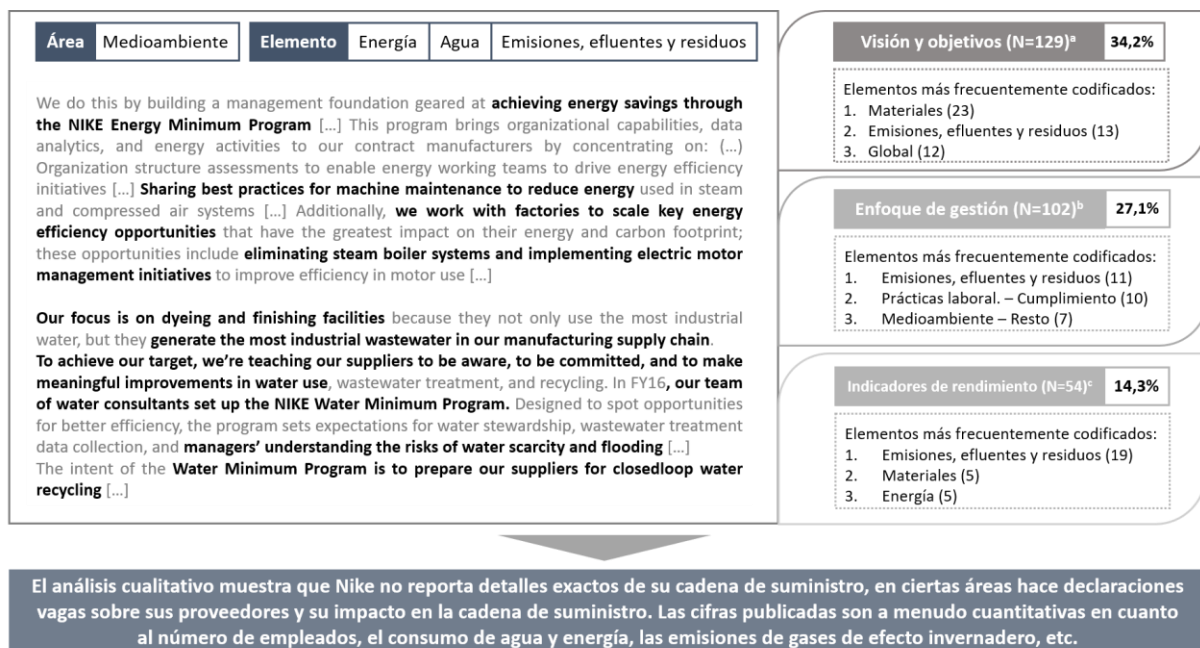 Área Medioambiente Elemento Energía Agua Emisiones, efluentes y residuos
We do this by building a management foundation geared at achieving energy savings through
the NIKE Energy Minimum Program […] This program brings organizational capabilities, data
analytics, and energy activities to our contract manufacturers by concentrating on: (…)
Organization structure assessments to enable energy working teams to drive energy efficiency
initiatives […] Sharing best practices for machine maintenance to reduce energy used in steam
and compressed air systems […] Additionally, we work with factories to scale key energy
efficiency opportunities that have the greatest impact on their energy and carbon footprint;
these opportunities include eliminating steam boiler systems and implementing electric motor
management initiatives to improve efficiency in motor use […]
Our focus is on dyeing and finishing facilities because they not only use the most industrial
water, but they generate the most industrial wastewater in our manufacturing supply chain.
To achieve our target, we’re teaching our suppliers to be aware, to be committed, and to make
meaningful improvements in water use, wastewater treatment, and recycling. In FY16, our team
of water consultants set up the NIKE Water Minimum Program. Designed to spot opportunities
for better efficiency, the program sets expectations for water stewardship, wastewater treatment
data collection, and managers’ understanding the risks of water scarcity and flooding […]
The intent of the Water Minimum Program is to prepare our suppliers for closedloop water
recycling […]
Visión y objetivos (N=129)ᵃ 34,2%
Elementos más frecuentemente codificados:
1. Materiales (23)
2. Emisiones, efluentes y residuos (13)
3. Global (12)
Enfoque de gestión (N=102)ᵇ 27,1%
Elementos más frecuentemente codificados:
1. Emisiones, efluentes y residuos (11)
2. Prácticas laboral. – Cumplimiento (10)
3. Medioambiente – Resto (7)
Indicadores de rendimiento (N=54)ᶜ 14,3%
Elementos más frecuentemente codificados:
1. Emisiones, efluentes y residuos (19)
2. Materiales (5)
3. Energía (5)
El análisis cualitativo muestra que Nike no reporta detalles exactos de su cadena de suministro, en ciertas áreas hace declaraciones
vagas sobre sus proveedores y su impacto en la cadena de suministro. Las cifras publicadas son a menudo cuantitativas en cuanto
al número de empleados, el consumo de agua y energía, las emisiones de gases de efecto invernadero, etc.